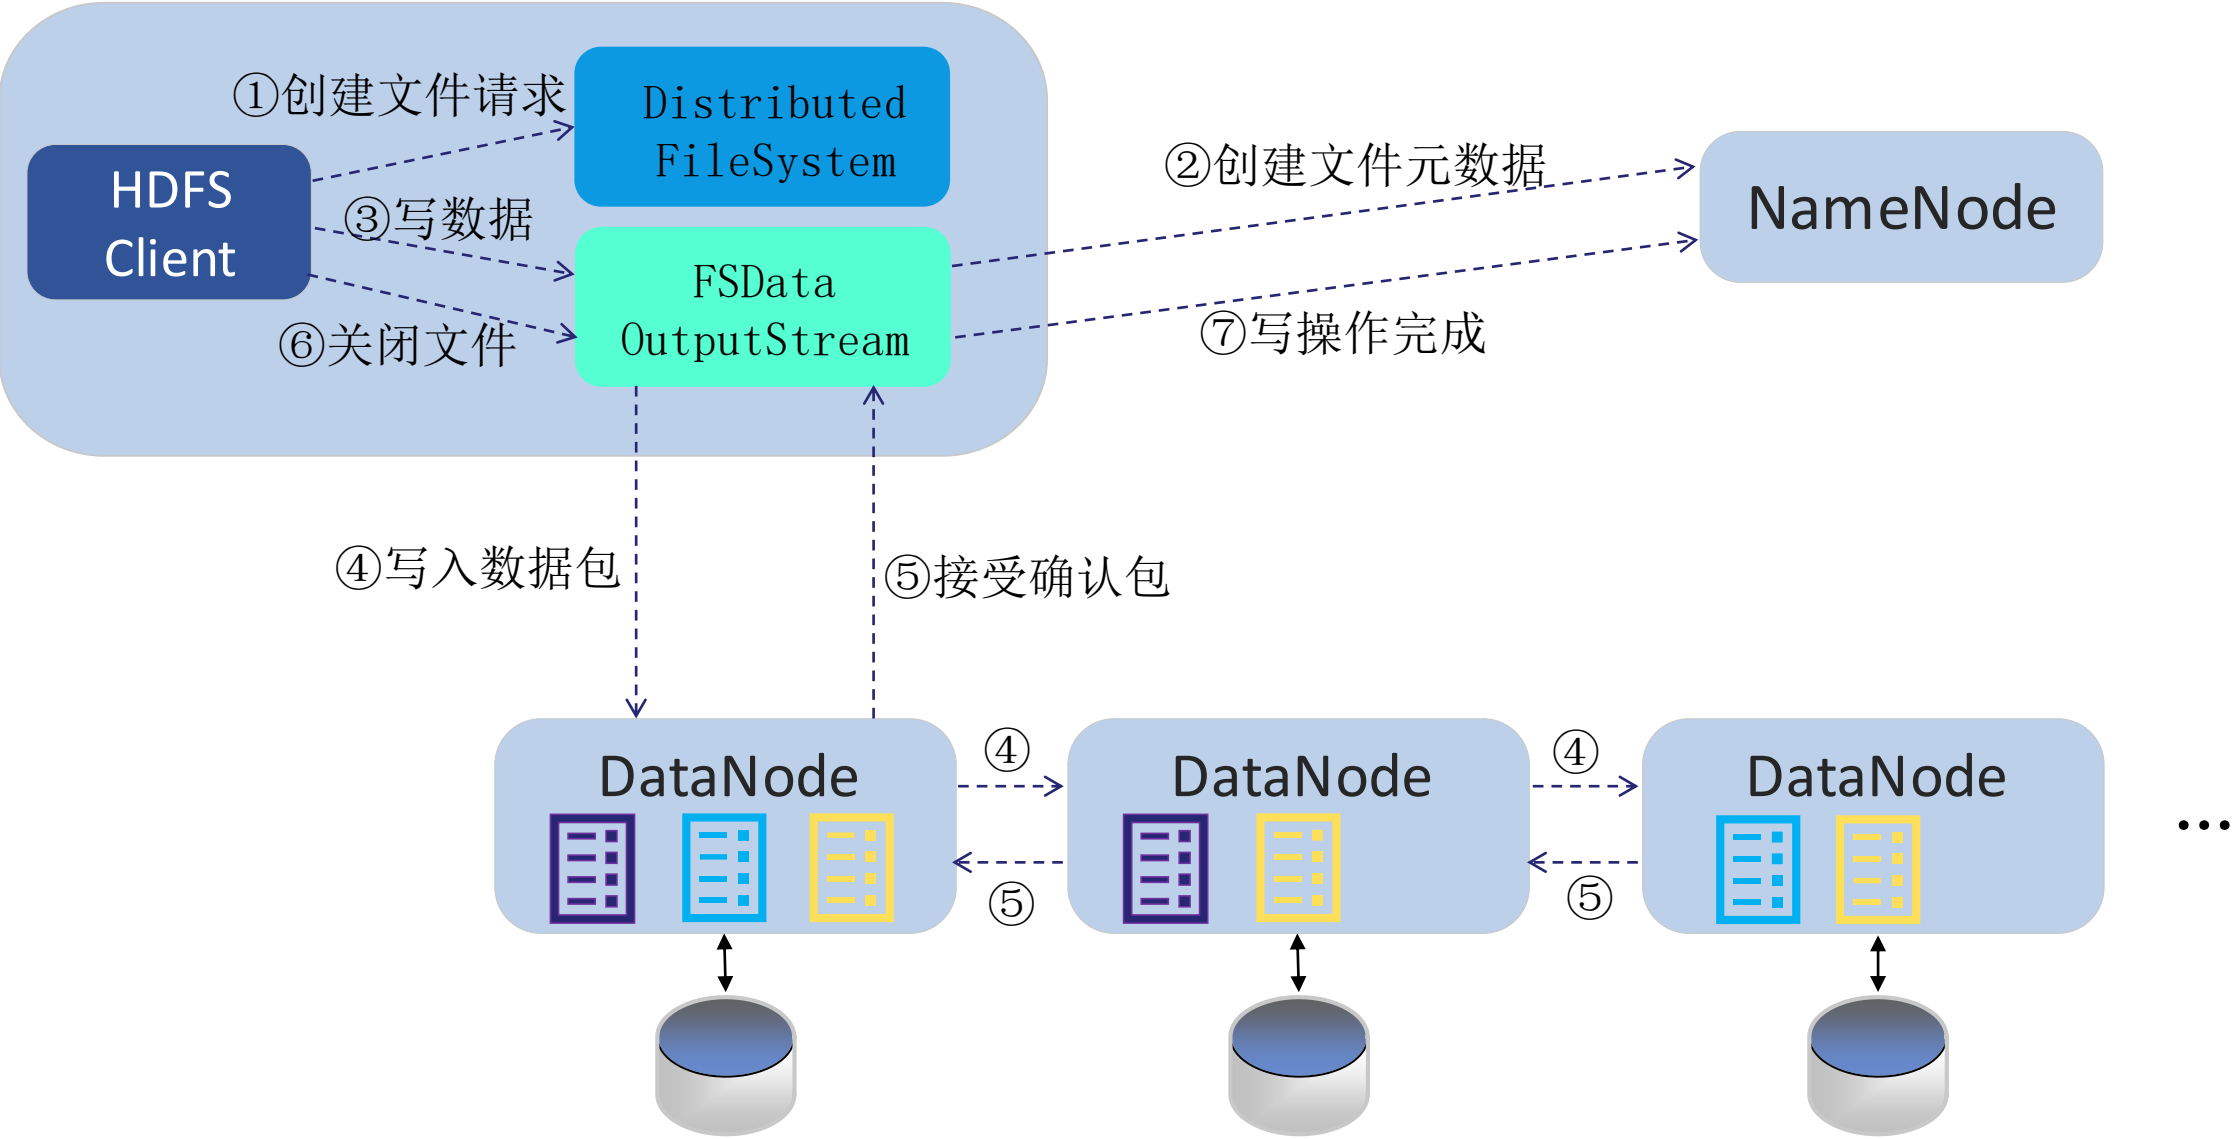 ①创建文件请求
Distributed
FileSystem
②创建文件元数据
HDFS
Client
③写数据
NameNode
FSData
OutputStream
⑥关闭文件
⑦写操作完成
④写入数据包
⑤接受确认包
DataNode
④
DataNode
④
DataNode
...
⑤
⑤